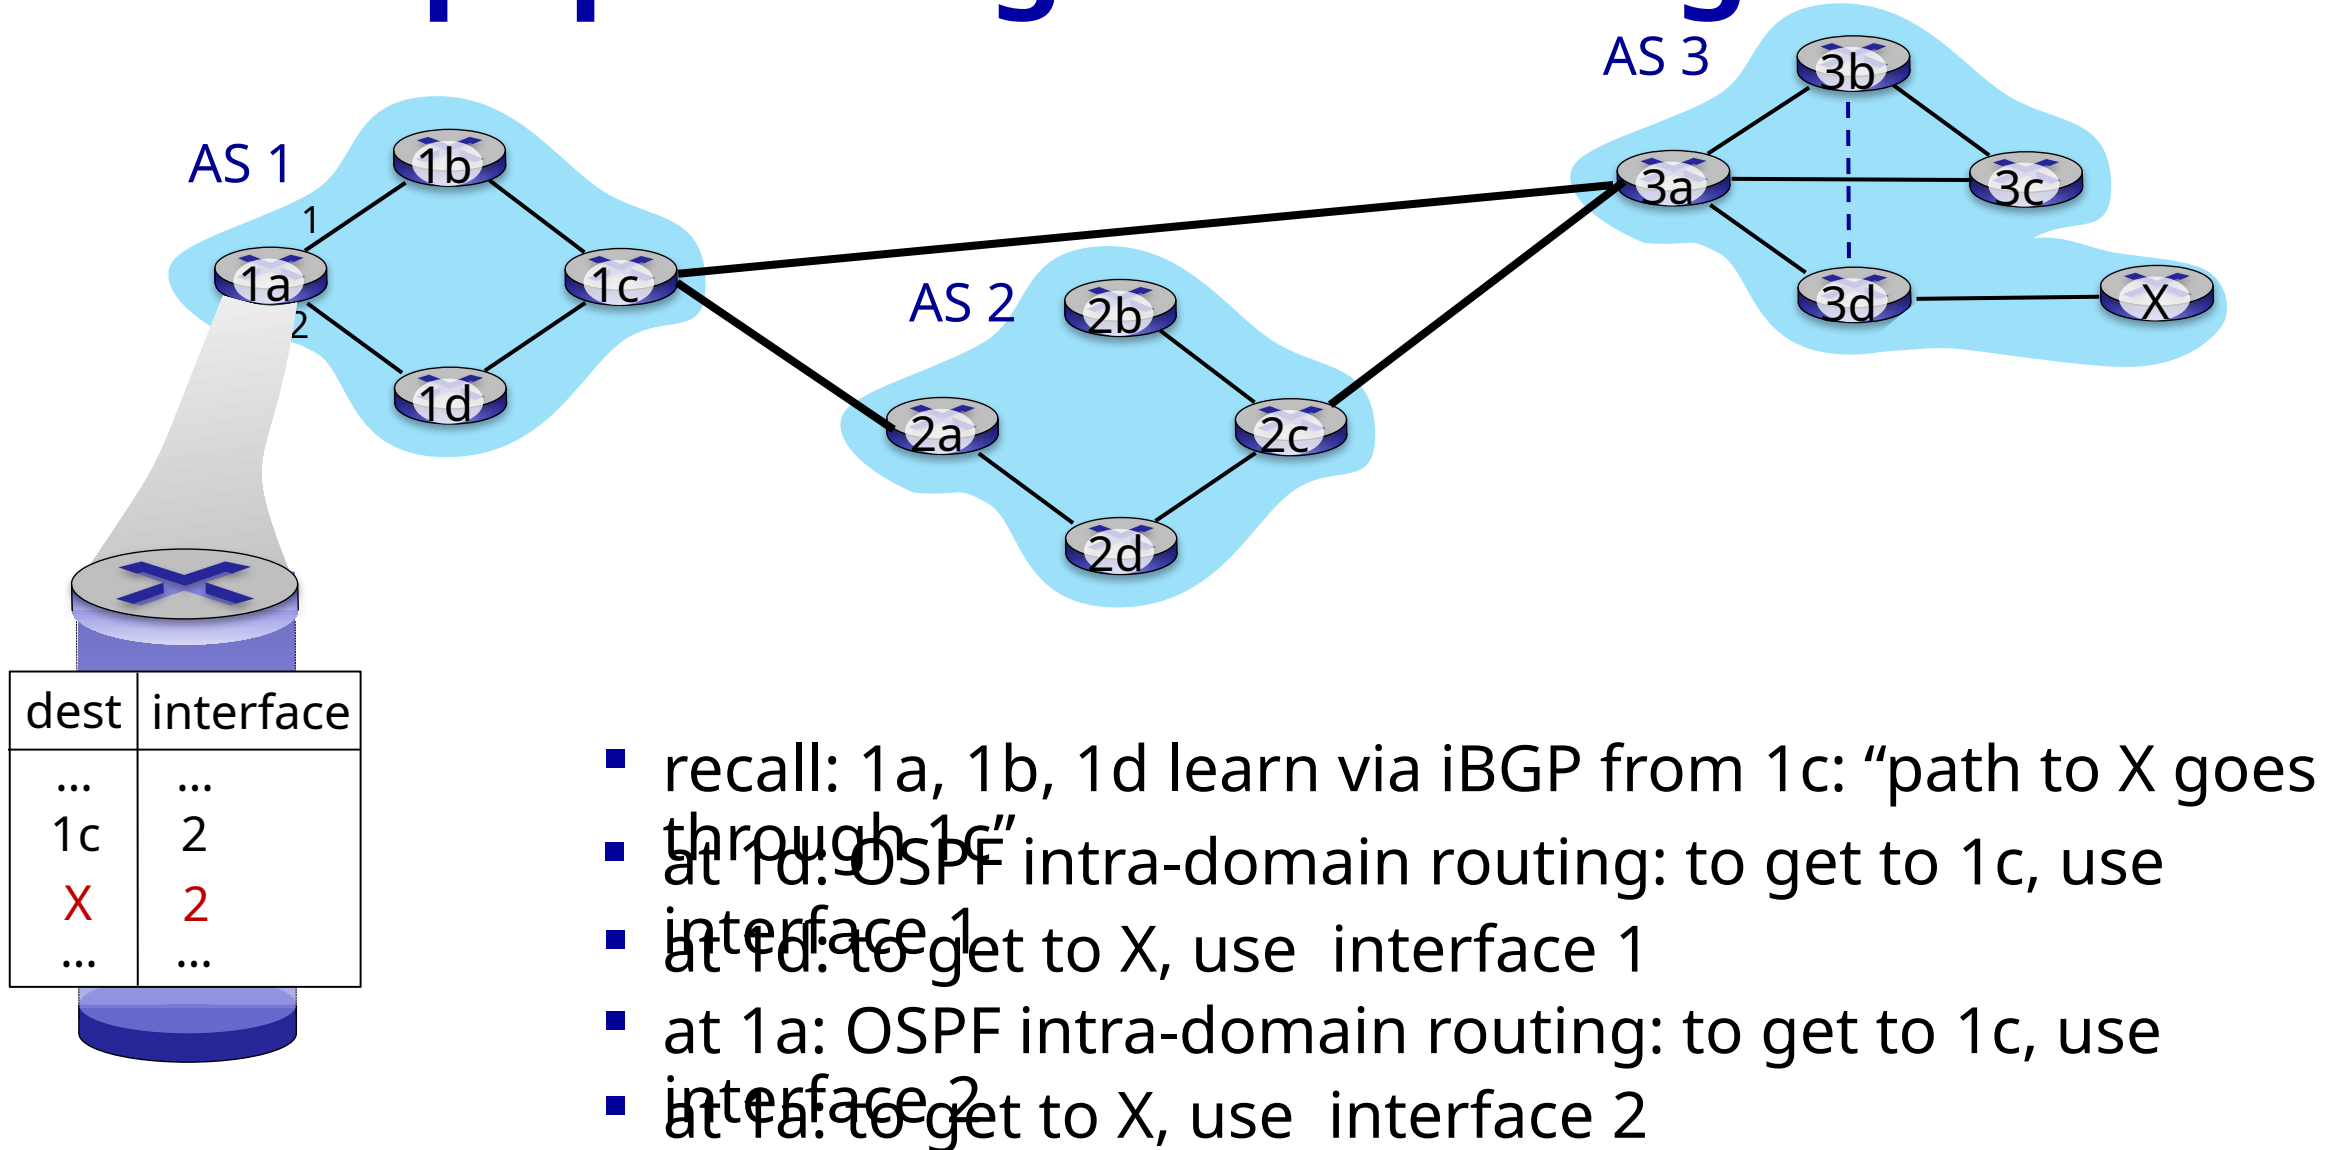 AS 3
3b
3a
3c
3d
X
AS 1
1b
1
1a
1c
2
1d
AS 2
2b
2a
2c
2d
dest interface
... ...
1c 2
X 2
... ...
recall: 1a, 1b, 1d learn via iBGP from 1c: “path to X goes
through 1c”
at 1d: OSPF intra-domain routing: to get to 1c, use
interface 1
at 1d: to get to X, use interface 1
at 1a: OSPF intra-domain routing: to get to 1c, use
interface 2
at 1a: to get to X, use interface 2